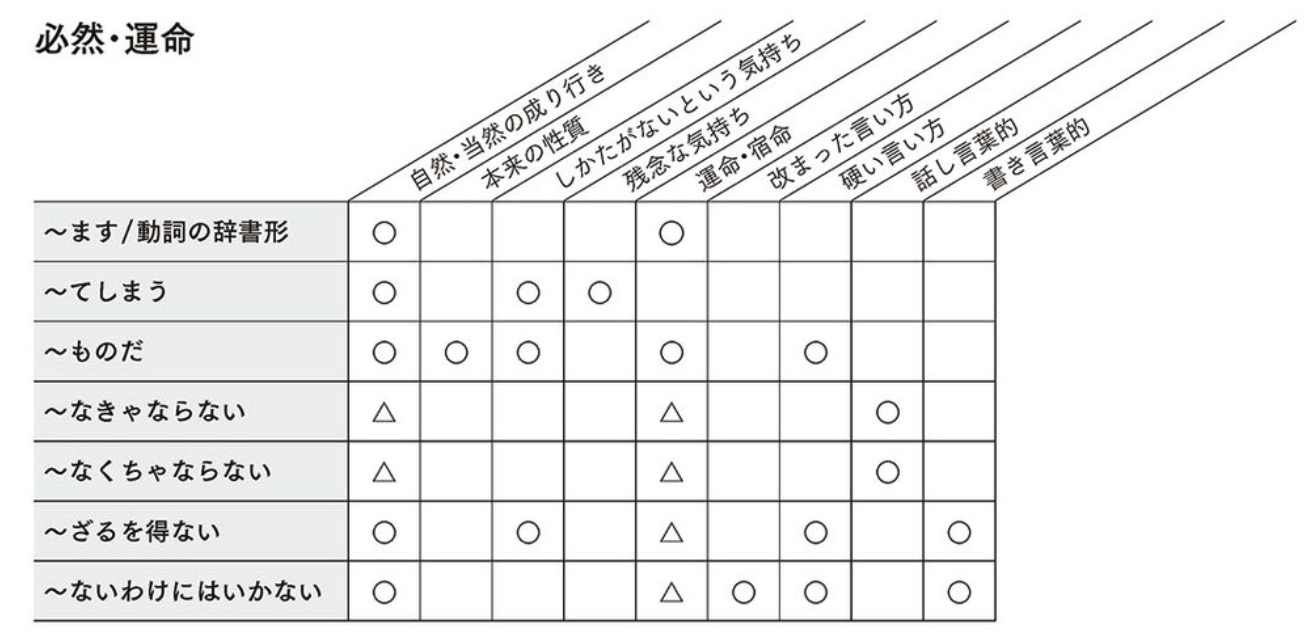 必然・運命
自然・当然の成り行き
本来の性質
しかたがないという気持ち
残念な気持ち
運命・宿命
改まった言い方
硬い言い方
話し言葉的
書き言葉的
～ます/動詞の辞書形 ○ ○
～てしまう ○ ○ ○
～ものだ ○ ○ ○ ○ ○
～なきゃならない △ △ ○
～なくちゃならない △ △ ○
～ざるを得ない ○ ○ △ ○ ○
～ないわけにはいかない ○ △ ○ ○ ○